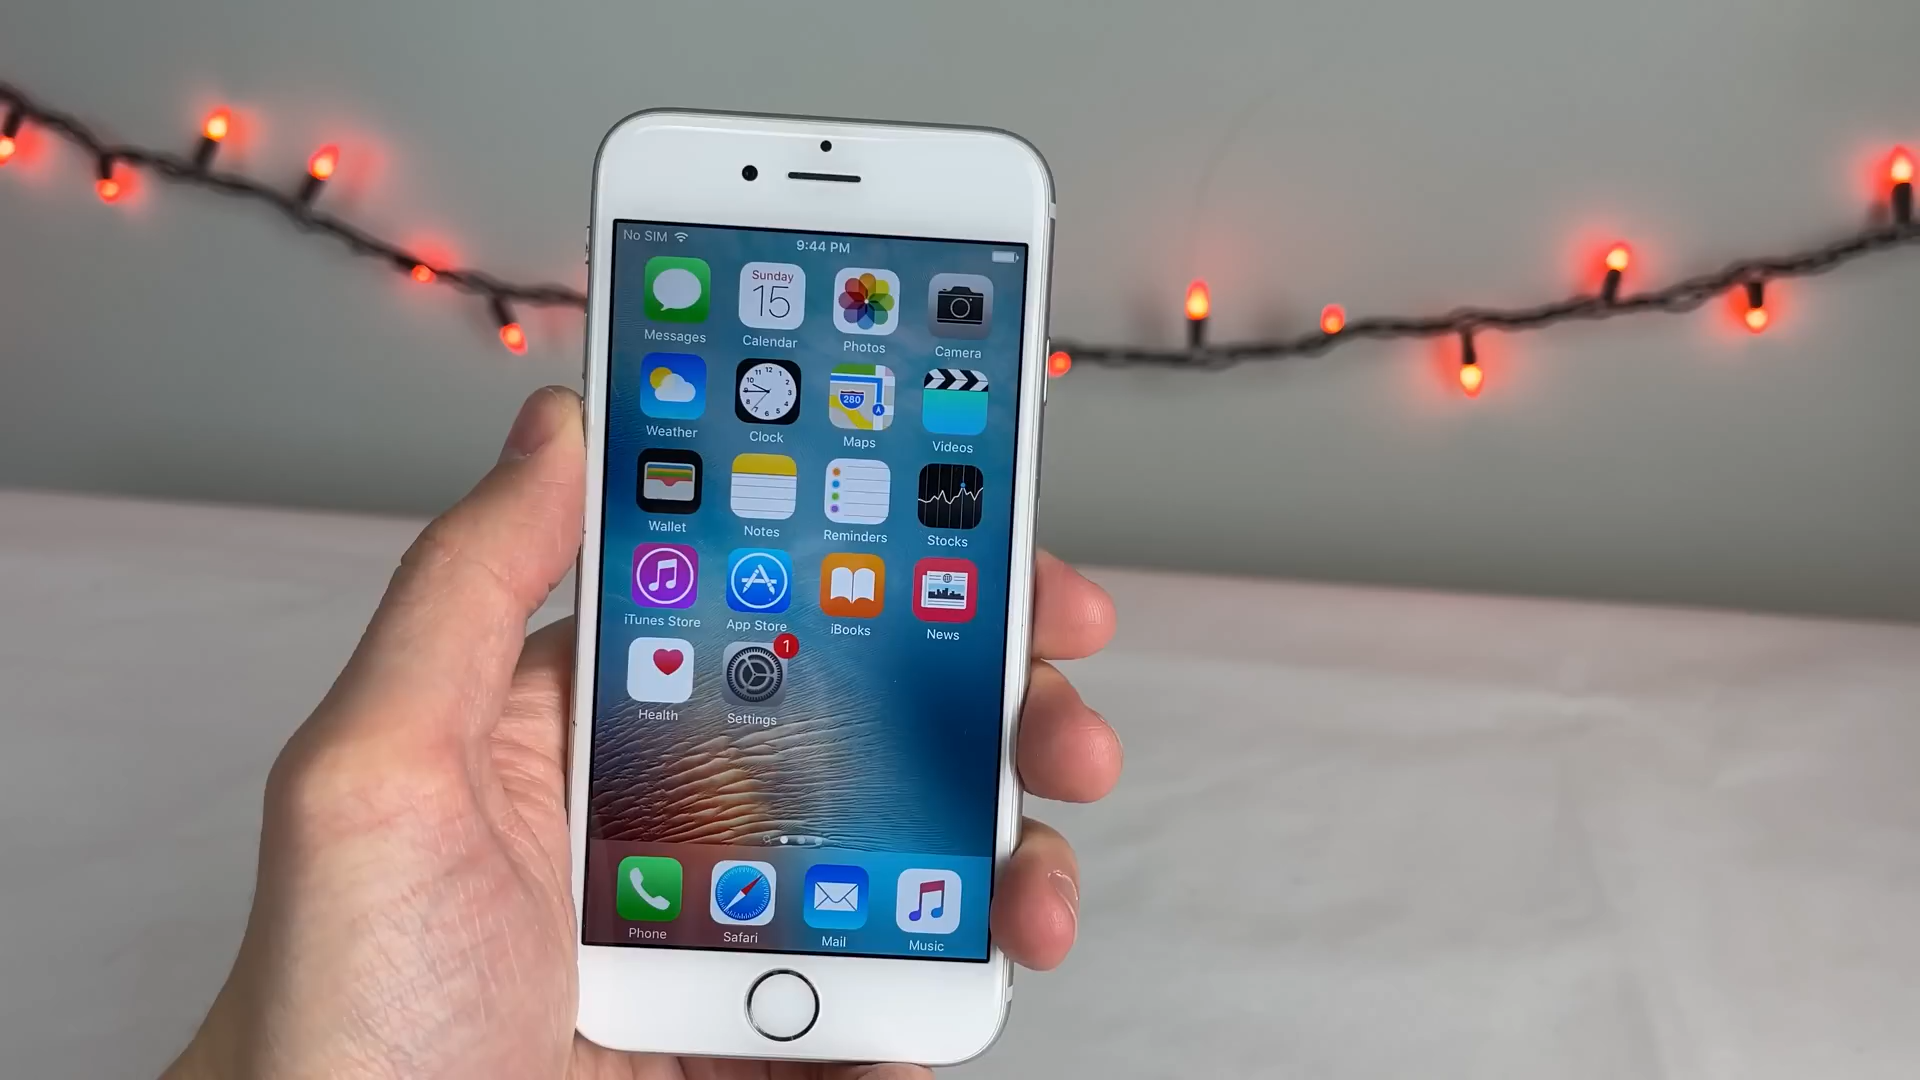 No SIM 9:44 PM
Sunday
15
Messages Calendar Photos Camera
280
Weather Clock Maps Videos
Wallet Notes Reminders Stocks
iTunes Store App Store iBooks News
1
Health Settings
Phone Safari Mail Music